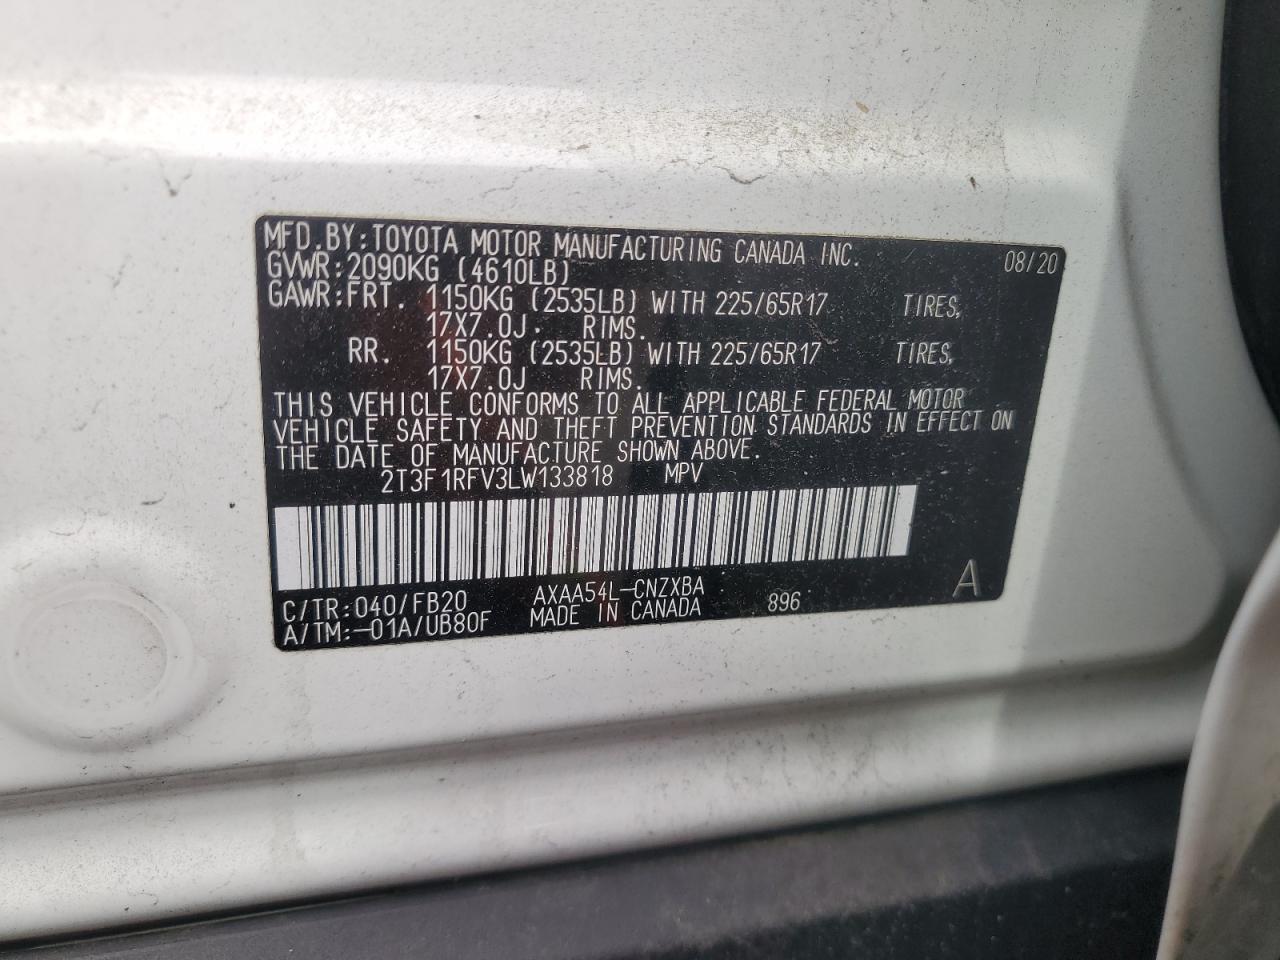 MFD.BY:TOYOTA MOTOR MANUFACTURING CANADA INC. 08/20
GVWR:2090KG (4610LB)
GAWR:FRT. 1150KG (2535LB) WITH 225/65R17 TIRES,
17X7.0J RIMS.
RR. 1150KG (2535LB) WITH 225/65R17 TIRES,
17X7.0J RIMS.
THIS VEHICLE CONFORMS TO ALL APPLICABLE FEDERAL MOTOR
VEHICLE SAFETY AND THEFT PREVENTION STANDARDS IN EFFECT ON
THE DATE OF MANUFACTURE SHOWN ABOVE.
2T3F1RFV3LW133818 MPV
C/TR:040/FB20 AXAA54L-CNZXBA 896 A
A/TM:-01A/UB80F MADE IN CANADA